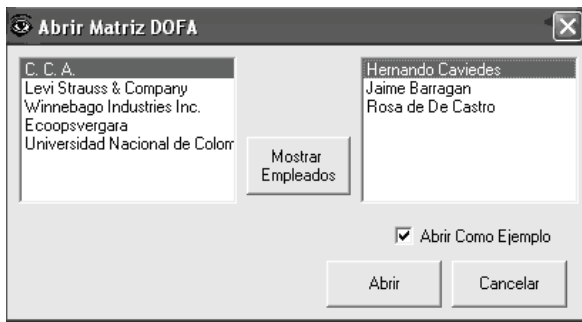 Abrir Matriz DOFA
C. C. A.
Levi Strauss & Company
Winnebago Industries Inc.
Ecoopsvergara
Universidad Nacional de Colom
Mostrar
Empleados
Hernando Caviedes
Jaime Barragan
Rosa de De Castro
Abrir Como Ejemplo
Abrir
Cancelar